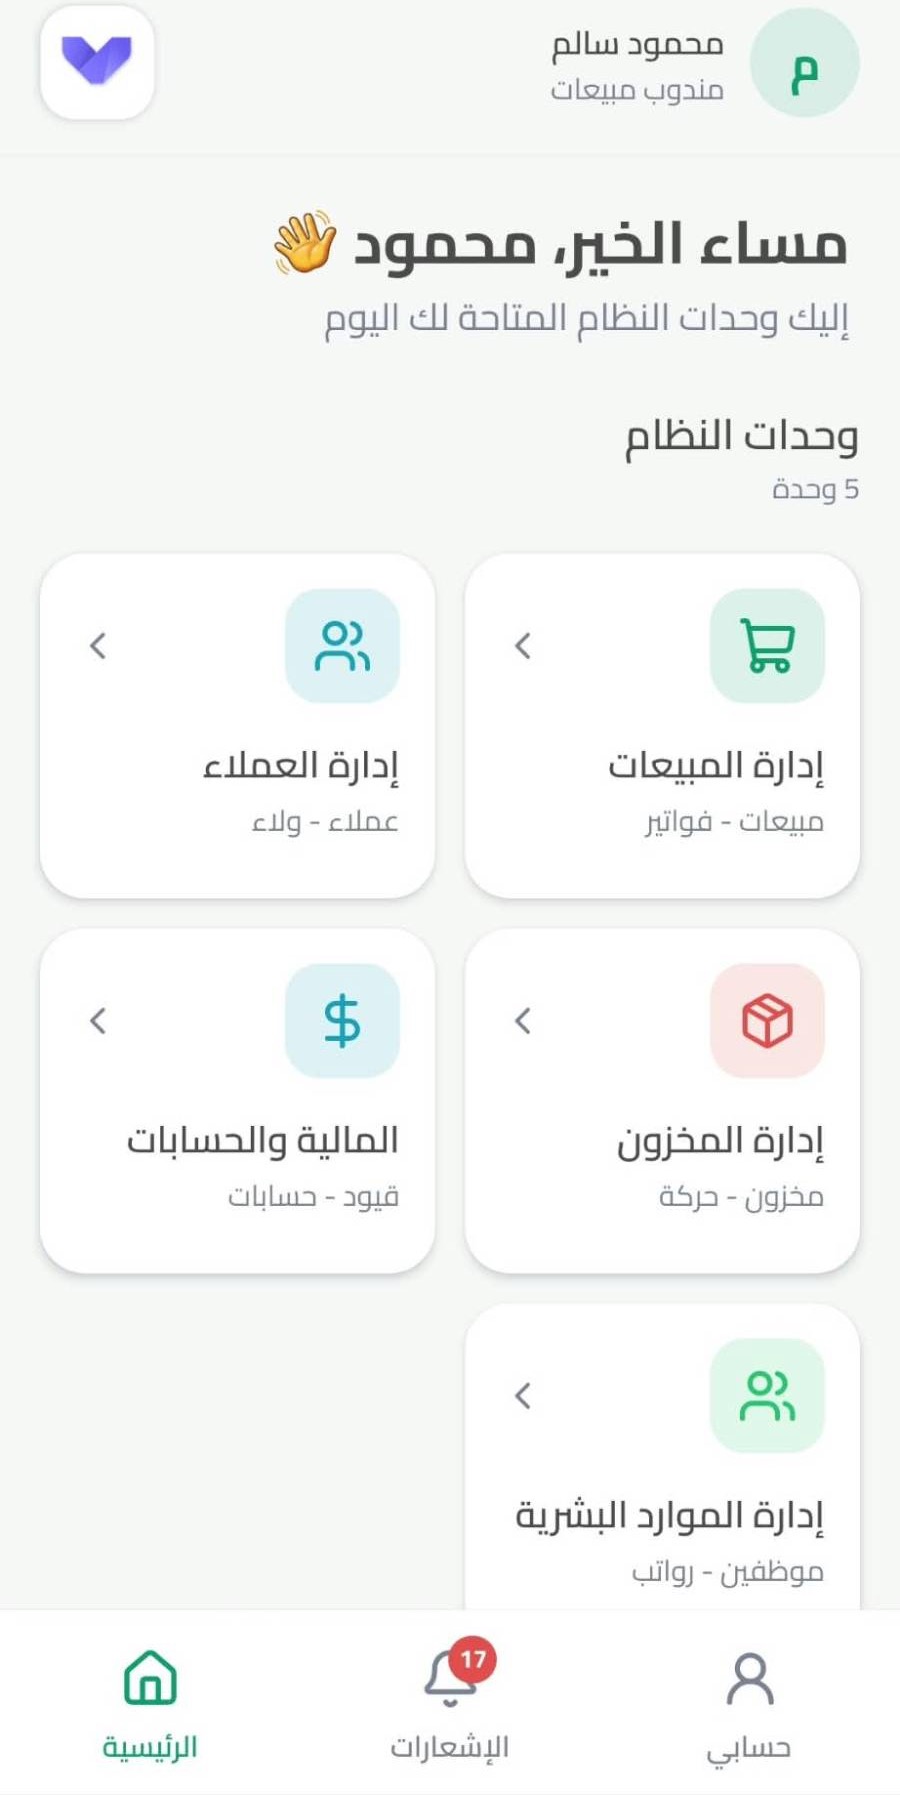 محمود سالم
مندوب مبيعات
م
مساء الخير، محمود 👋
إليك وحدات النظام المتاحة لك اليوم
وحدات النظام
5 وحدة
إدارة المبيعات
مبيعات - فواتير
إدارة العملاء
عملاء - ولاء
إدارة المخزون
مخزون - حركة
المالية والحسابات
قيود - حسابات
إدارة الموارد البشرية
موظفين - رواتب
حسابي
17
الإشعارات
الرئيسية